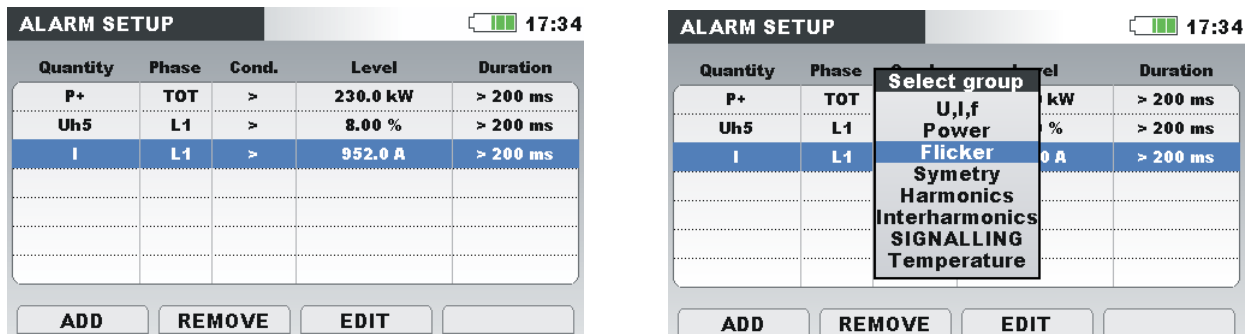 ALARM SETUP 17:34
Quantity Phase Cond. Level Duration
P+ TOT > 230.0 kW > 200 ms
Uh5 L1 > 8.00 % > 200 ms
I L1 > 952.0 A > 200 ms
ADD REMOVE EDIT
ALARM SETUP 17:34
Quantity Phase Duration
Select group
P+ TOT kW > 200 ms
U,I,f
Uh5 L1 % > 200 ms
Power
I L1 0 A > 200 ms
Flicker
Symetry
Harmonics
Interharmonics
SIGNALLING
Temperature
ADD REMOVE EDIT